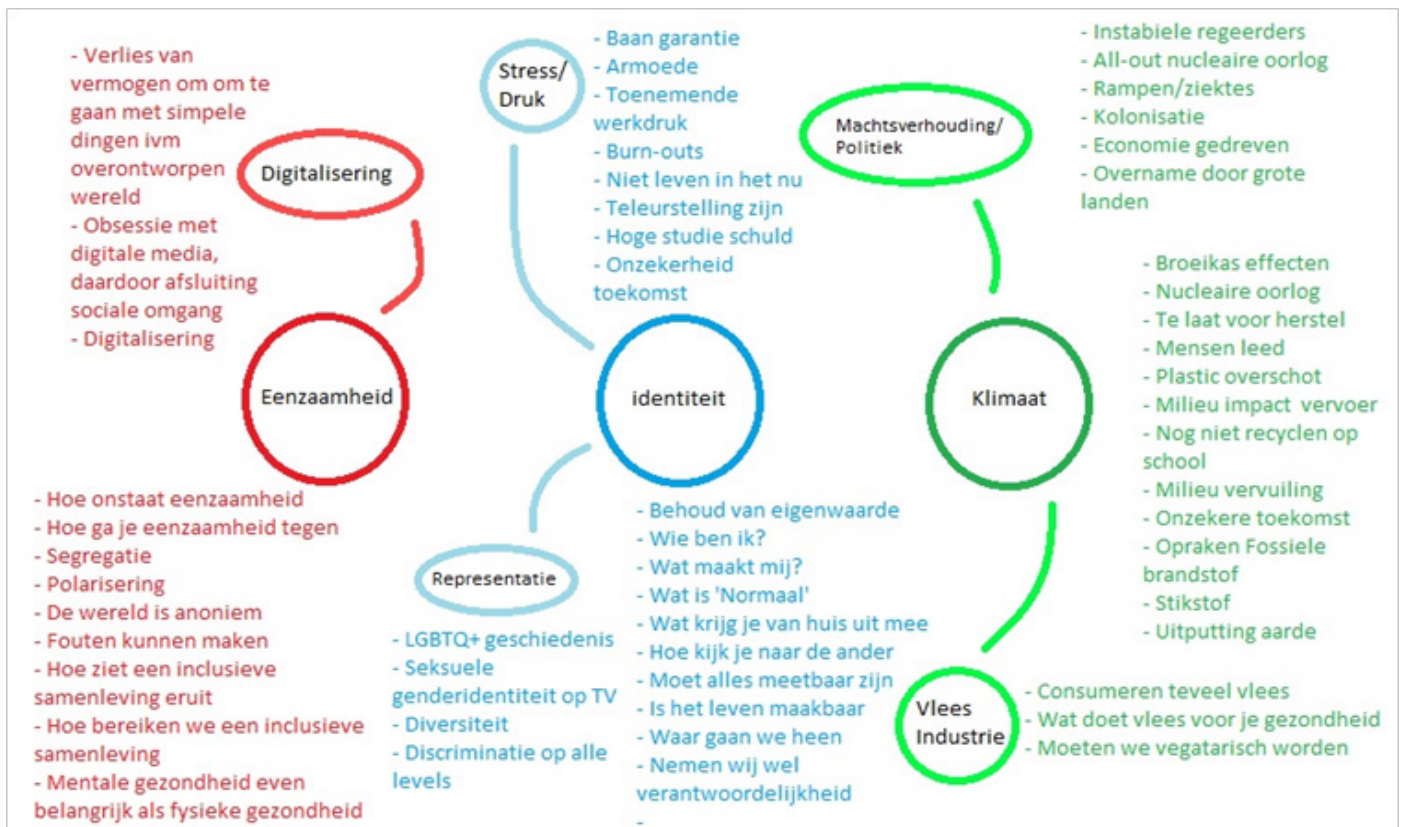 - Verlies van
vermogen om om te
gaan met simpele
dingen ivm
overontworpen
wereld
- Obsessie met
digitale media,
daardoor afsluiting
sociale omgang
- Digitalisering
Digitalisering
Eenzaamheid
- Hoe onstaat eenzaamheid
- Hoe ga je eenzaamheid tegen
- Segregatie
- Polarisering
- De wereld is anoniem
- Fouten kunnen maken
- Hoe ziet een inclusieve
samenleving eruit
- Hoe bereiken we een inclusieve
samenleving
- Mentale gezondheid even
belangrijk als fysieke gezondheid
Stress/
Druk
- Baan garantie
- Armoede
- Toenemende
werkdruk
- Burn-outs
- Niet leven in het nu
- Teleurstelling zijn
- Hoge studie schuld
- Onzekerheid
toekomst
identiteit
Representatie
- LGBTQ+ geschiedenis
- Seksuele
genderidentiteit op TV
- Diversiteit
- Discriminatie op alle
levels
- Behoud van eigenwaarde
- Wie ben ik?
- Wat maakt mij?
- Wat is 'Normaal'
- Wat krijg je van huis uit mee
- Hoe kijk je naar de ander
- Moet alles meetbaar zijn
- Is het leven maakbaar
- Waar gaan we heen
- Nemen wij wel
verantwoordelijkheid
-
Machtsverhouding/
Politiek
- Instabiele regeerders
- All-out nucleaire oorlog
- Rampen/ziektes
- Kolonisatie
- Economie gedreven
- Overname door grote
landen
Klimaat
- Broeikas effecten
- Nucleaire oorlog
- Te laat voor herstel
- Mensen leed
- Plastic overschot
- Milieu impact vervoer
- Nog niet recyclen op
school
- Milieu vervuiling
- Onzekere toekomst
- Opraken Fossiele
brandstof
- Stikstof
- Uitputting aarde
Vlees
Industrie
- Consumeren teveel vlees
- Wat doet vlees voor je gezondheid
- Moeten we vegatarisch worden